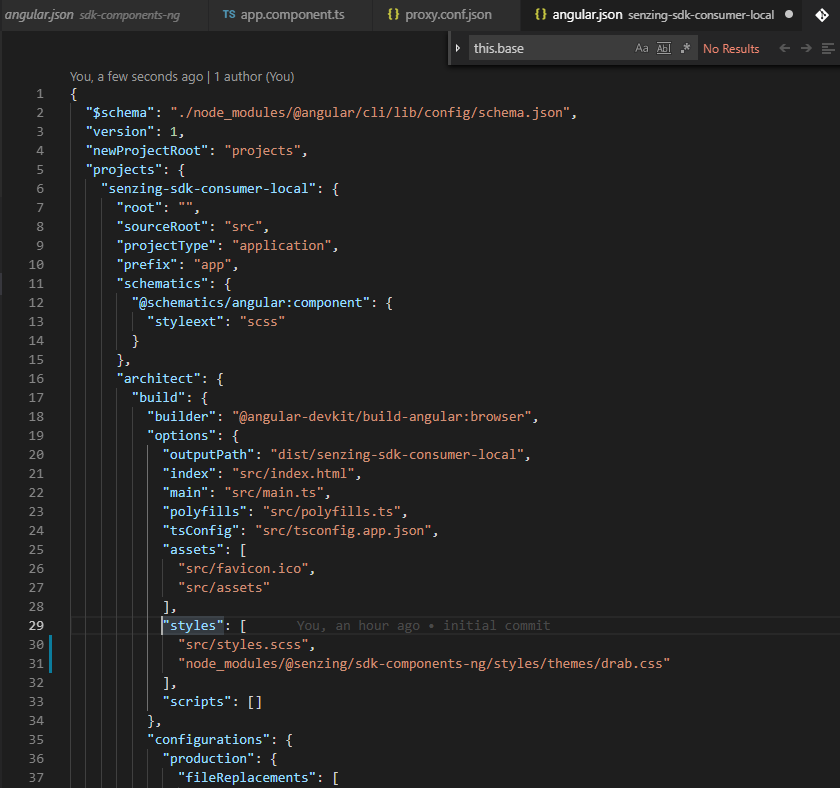 angular.json sdk-components-ng TS app.component.ts {} proxy.conf.json {} angular.json senzing-sdk-consumer-local
this.base Aa Abl .* No Results
You, a few seconds ago | 1 author (You)
1 {
2 "$schema": "./node_modules/@angular/cli/lib/config/schema.json",
3 "version": 1,
4 "newProjectRoot": "projects",
5 "projects": {
6 "senzing-sdk-consumer-local": {
7 "root": "",
8 "sourceRoot": "src",
9 "projectType": "application",
10 "prefix": "app",
11 "schematics": {
12 "@schematics/angular:component": {
13 "styleext": "scss"
14 }
15 },
16 "architect": {
17 "build": {
18 "builder": "@angular-devkit/build-angular:browser",
19 "options": {
20 "outputPath": "dist/senzing-sdk-consumer-local",
21 "index": "src/index.html",
22 "main": "src/main.ts",
23 "polyfills": "src/polyfills.ts",
24 "tsConfig": "src/tsconfig.app.json",
25 "assets": [
26 "src/favicon.ico",
27 "src/assets"
28 ],
29 "styles": [ You, an hour ago • initial commit
30 "src/styles.scss",
31 "node_modules/@senzing/sdk-components-ng/styles/themes/drab.css"
32 ],
33 "scripts": []
34 },
35 "configurations": {
36 "production": {
37 "fileReplacements": [